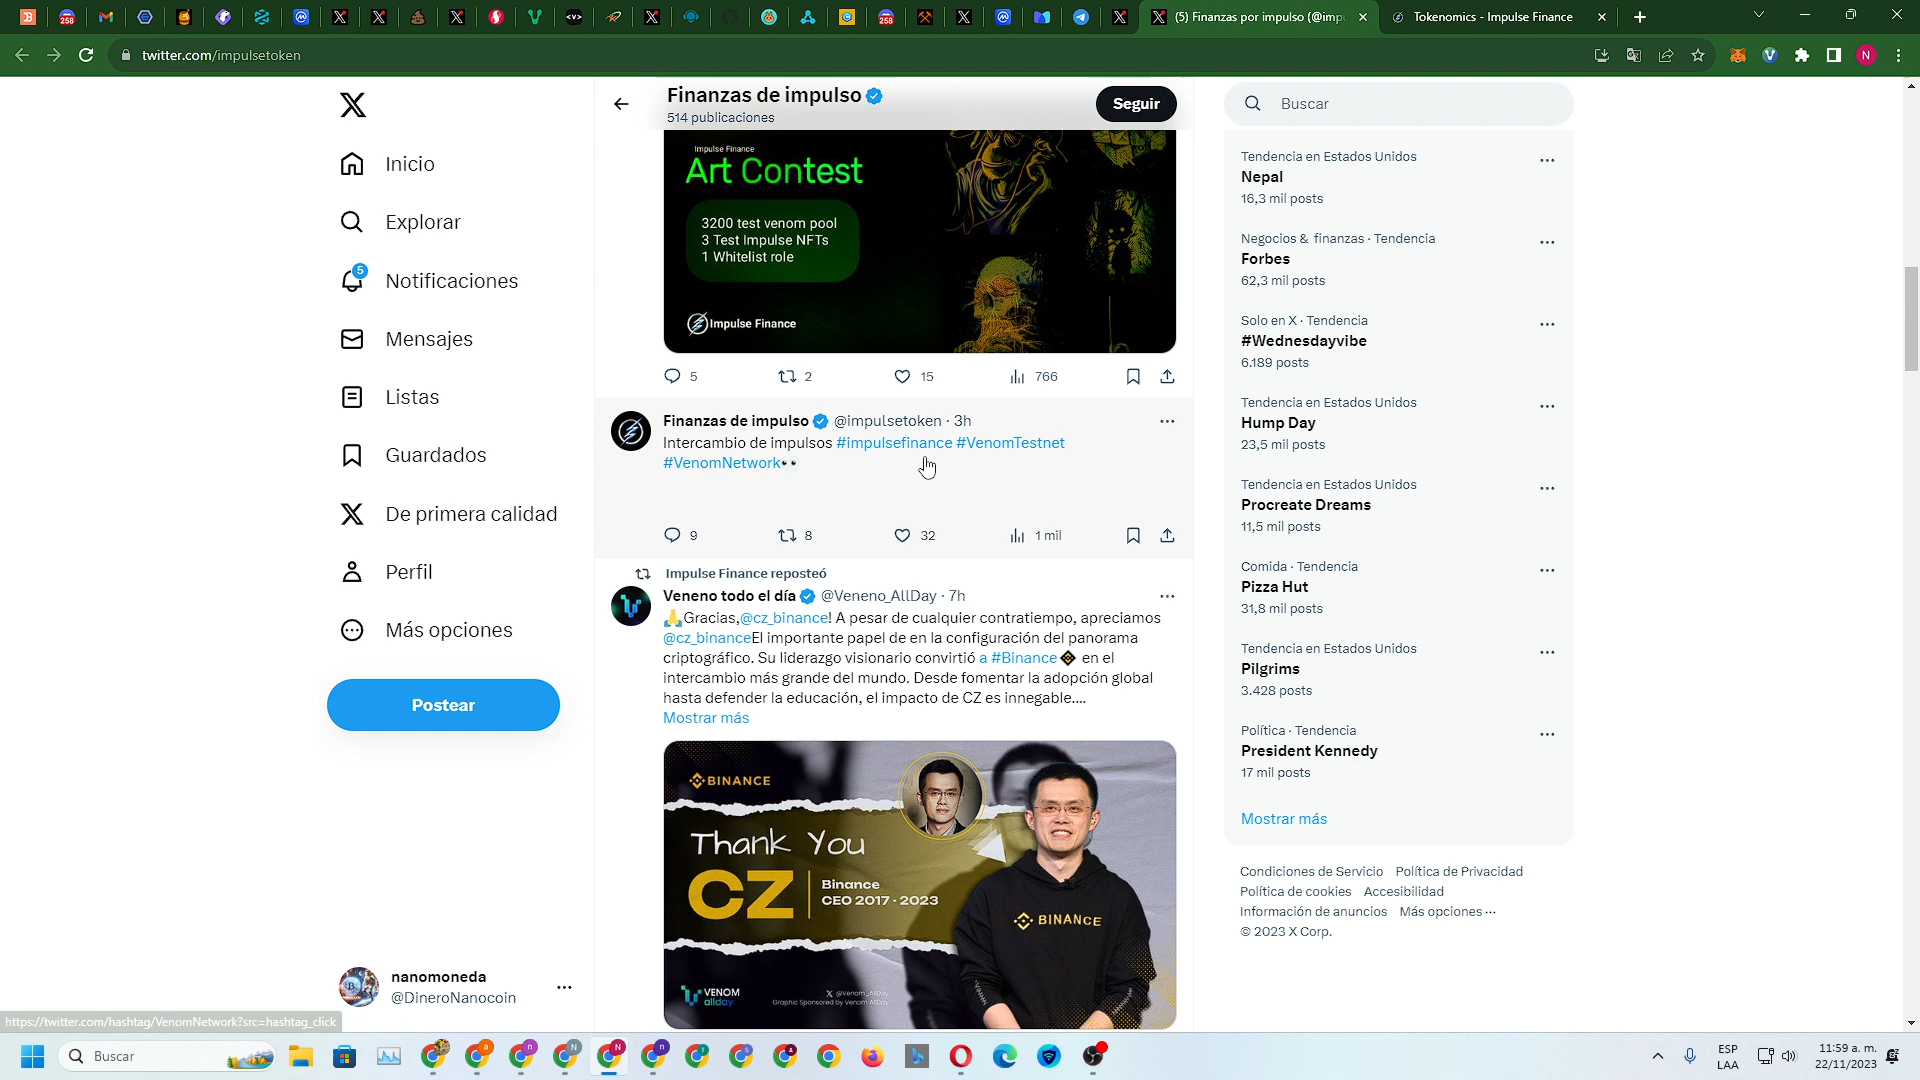 (5) Finanzas por impulso (@imp
Tokenomics - Impulse Finance
twitter.com/impulsetoken
N
Finanzas de impulso
514 publicaciones
Seguir
Buscar
Inicio
Explorar
5
Notificaciones
Mensajes
Listas
Guardados
De primera calidad
Perfil
Más opciones
Postear
nanomoneda
@DineroNanocoin
https://twitter.com/hashtag/VenomNetwork?src=hashtag_click
Impulse Finance
Art Contest
3200 test venom pool
3 Test Impulse NFTs
1 Whitelist role
Impulse Finance
5 2 15 766
Finanzas de impulso @impulsetoken · 3h
Intercambio de impulsos #impulsefinance #VenomTestnet
#VenomNetwork
9 8 32 1 mil
Impulse Finance reposteó
Veneno todo el día @Veneno_AllDay · 7h
Gracias,@cz_binance! A pesar de cualquier contratiempo, apreciamos
@cz_binanceEl importante papel de en la configuración del panorama
criptográfico. Su liderazgo visionario convirtió a #Binance en el
intercambio más grande del mundo. Desde fomentar la adopción global
hasta defender la educación, el impacto de CZ es innegable....
Mostrar más
BINANCE
Thank You
CZ
Binance
CEO 2017 - 2023
BINANCE
VENOM
allday
X @Venom_AllDay
Graphic Sponsored by Venom AllDay
Tendencia en Estados Unidos
Nepal
16,3 mil posts
Negocios & finanzas · Tendencia
Forbes
62,3 mil posts
Solo en X · Tendencia
#Wednesdayvibe
6.189 posts
Tendencia en Estados Unidos
Hump Day
23,5 mil posts
Tendencia en Estados Unidos
Procreate Dreams
11,5 mil posts
Comida · Tendencia
Pizza Hut
31,8 mil posts
Tendencia en Estados Unidos
Pilgrims
3.428 posts
Política · Tendencia
President Kennedy
17 mil posts
Mostrar más
Condiciones de Servicio Política de Privacidad
Política de cookies Accesibilidad
Información de anuncios Más opciones ···
© 2023 X Corp.
Buscar
ESP
LAA
11:59 a. m.
22/11/2023